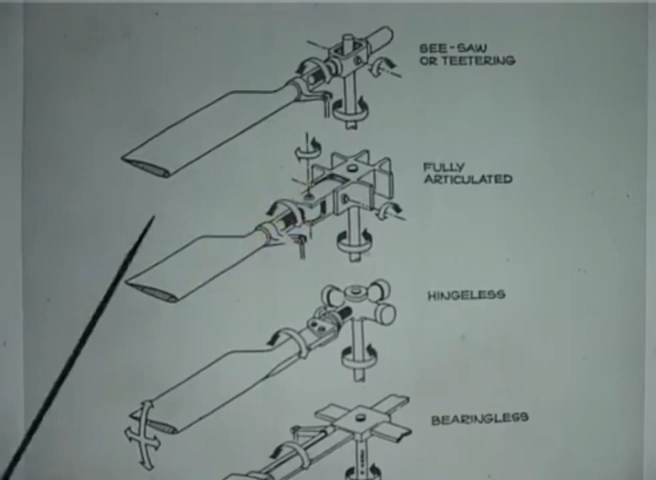 SEE-SAW
OR TEETERING
FULLY
ARTICULATED
HINGELESS
BEARINGLESS